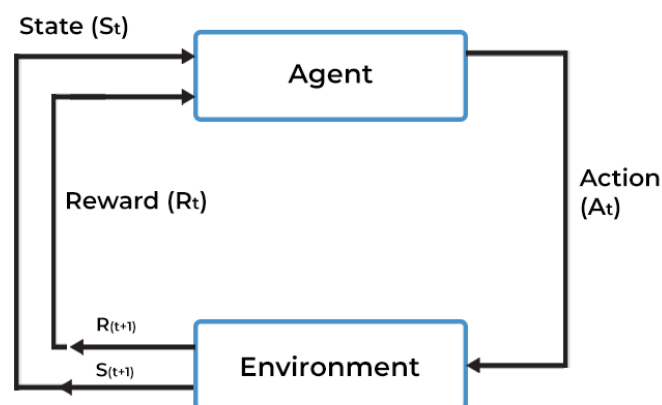 State (St)
Agent
Action
(At)
Reward (Rt)
R(t+1)
S(t+1)
Environment